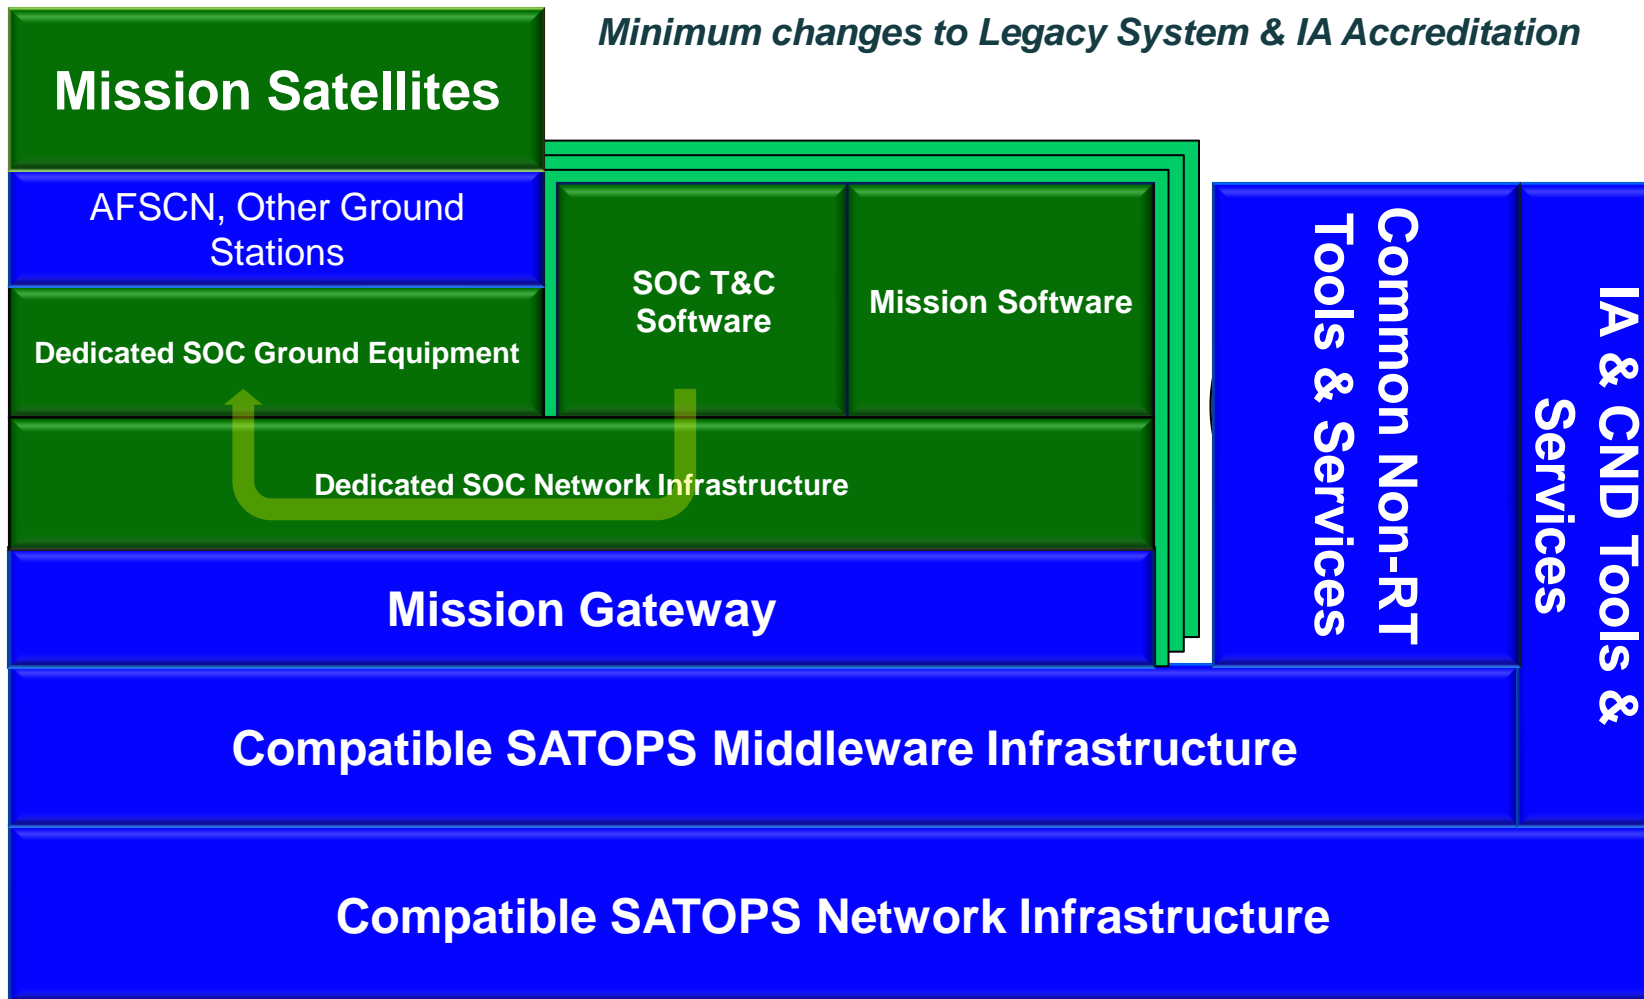 Minimum changes to Legacy System & IA Accreditation
Mission Satellites
AFSCN, Other Ground
Stations
Dedicated SOC Ground Equipment
SOC T&C
Software
Mission Software
Dedicated SOC Network Infrastructure
Mission Gateway
Compatible SATOPS Middleware Infrastructure
Compatible SATOPS Network Infrastructure
Common Non-RT
Tools & Services
IA & CND Tools &
Services